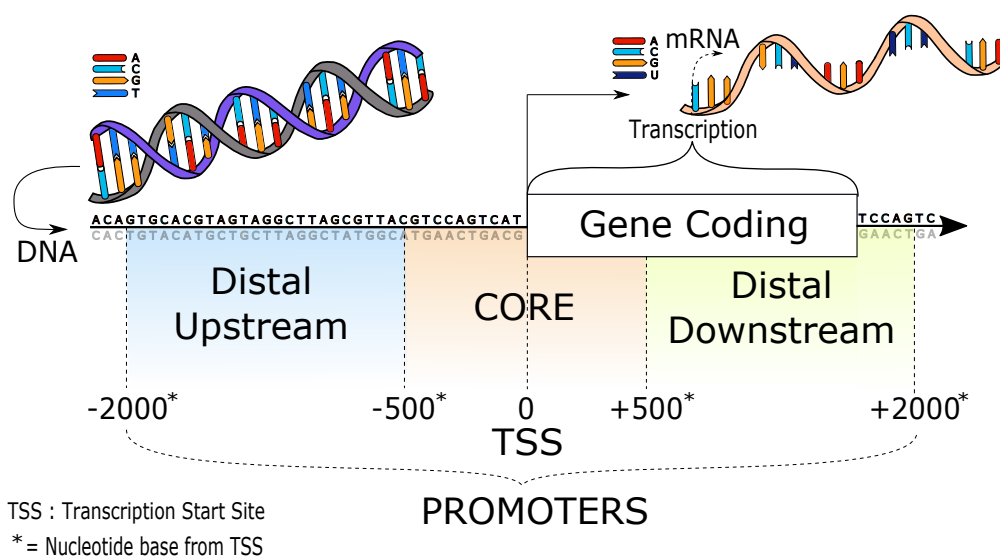 A
C
G
T
A
C
G
U
mRNA
Transcription
DNA
ACAGTGCACGTAGTAGGCTTAGCGTTACGTCCAGTCAT
CACTGTACATGCTGCTTAGGCTATGGCATGAACTGACG
Gene Coding
TCCAGTC
GAACTGA
Distal
Upstream
CORE
Distal
Downstream
-2000*
-500*
0
+500*
+2000*
TSS
PROMOTERS
TSS : Transcription Start Site
* = Nucleotide base from TSS